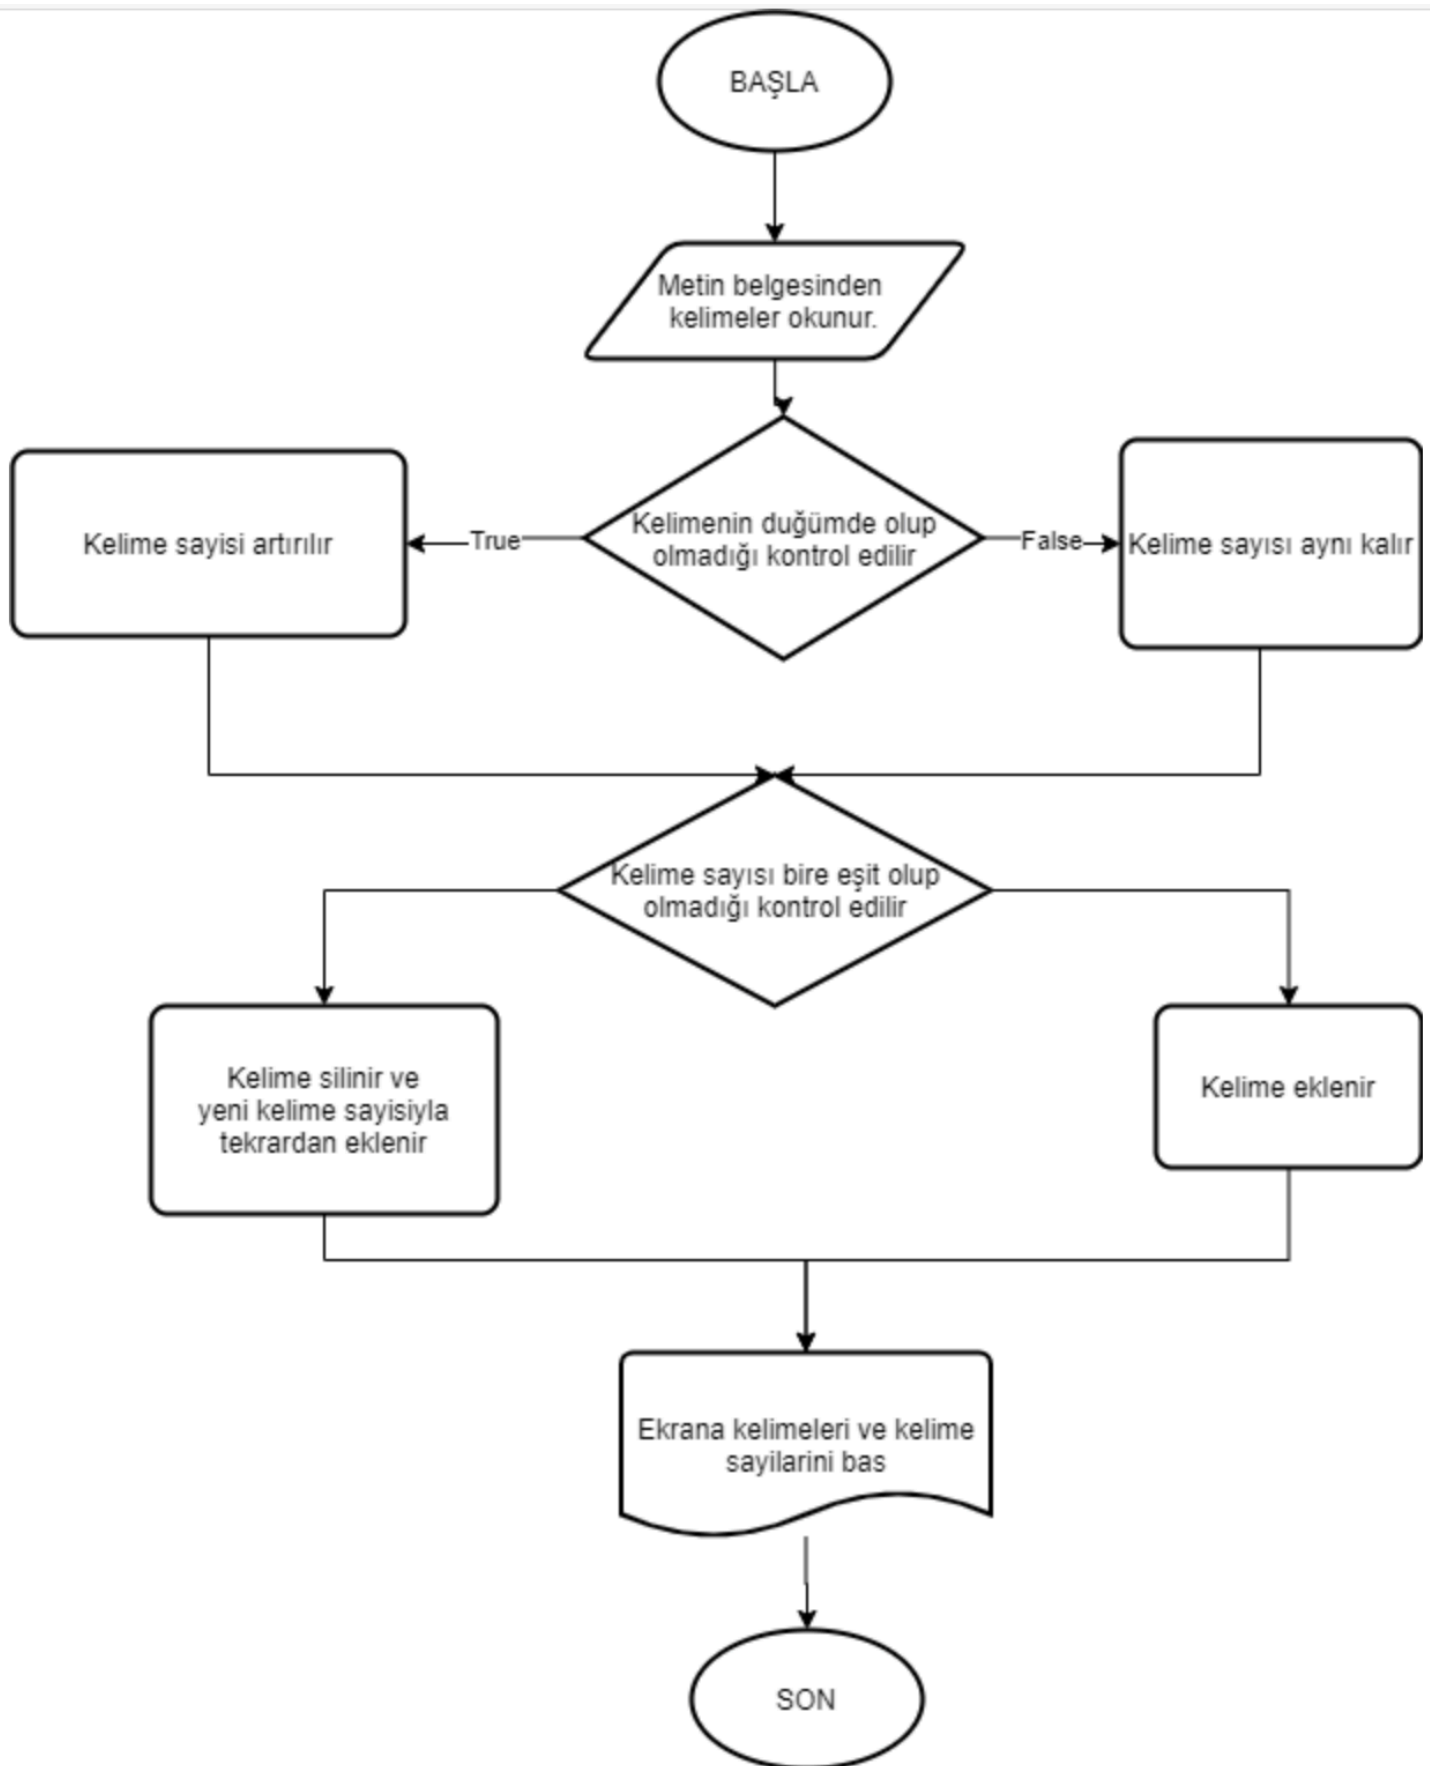 BAŞLA
Metin belgesinden
kelimeler okunur.
Kelimenin duğümde olup
olmadığı kontrol edilir
True
False
Kelime sayisi artırılır
Kelime sayısı aynı kalır
Kelime sayısı bire eşit olup
olmadığı kontrol edilir
Kelime silinir ve
yeni kelime sayisiyla
tekrardan eklenir
Kelime eklenir
Ekrana kelimeleri ve kelime
sayilarini bas
SON